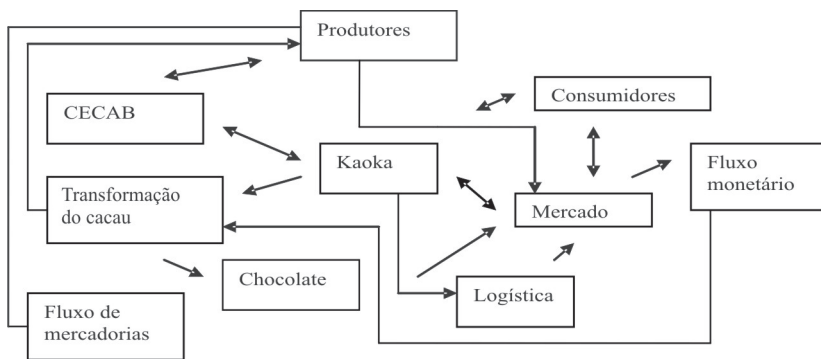 Produtores
Consumidores
CECAB
Kaoka
Fluxo
monetário
Transformação
do cacau
Mercado
Chocolate
Logística
Fluxo de
mercadorias